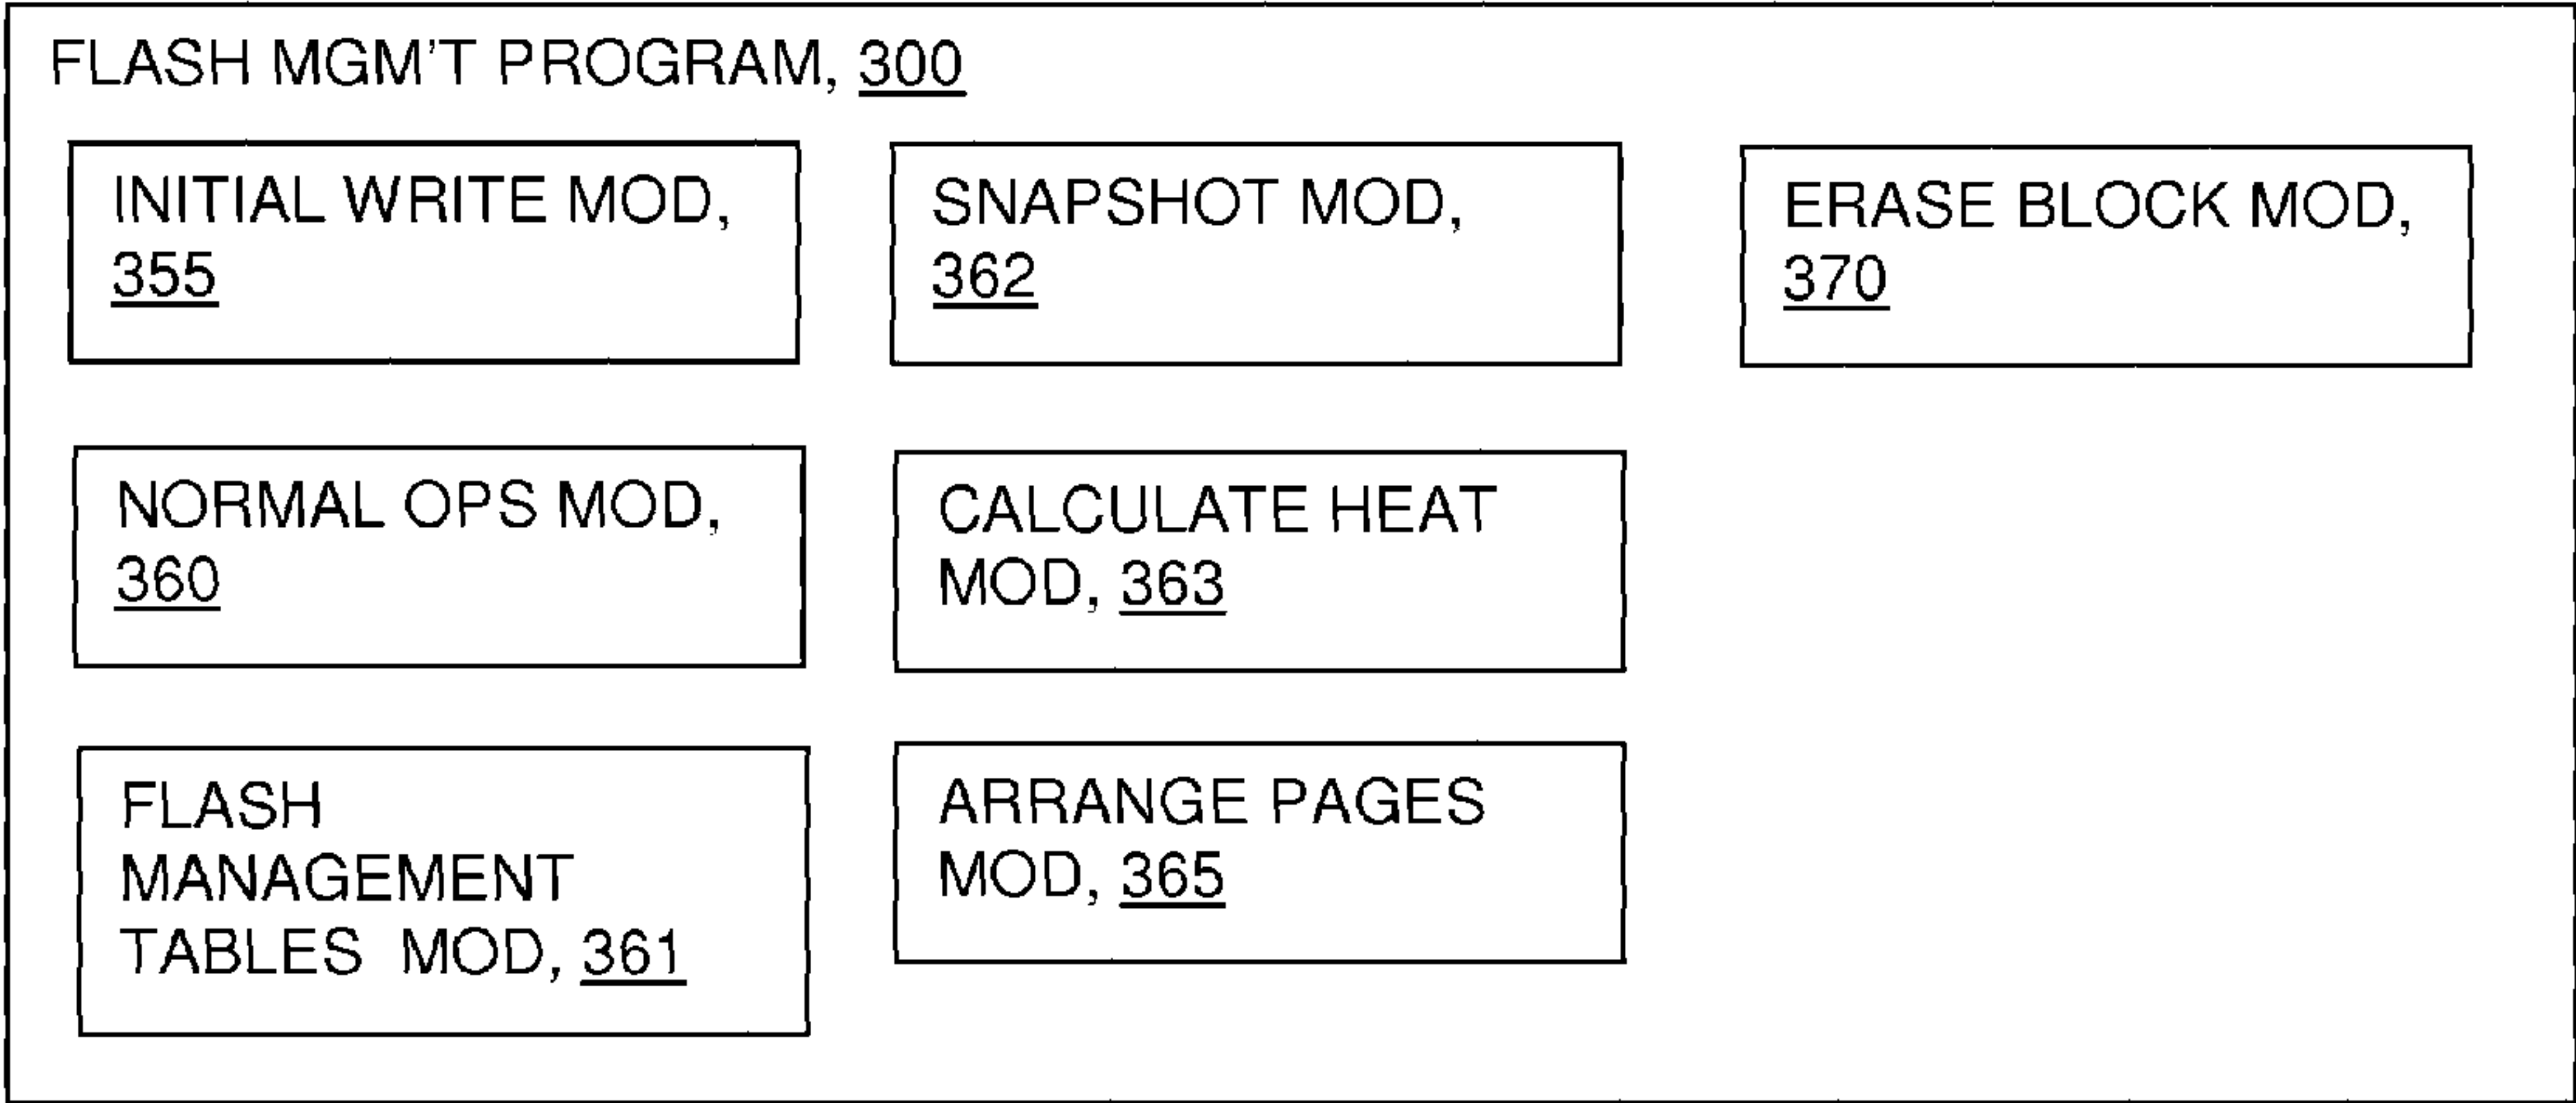 FLASH MGM'T PROGRAM, 300
INITIAL WRITE MOD,
355
SNAPSHOT MOD,
362
ERASE BLOCK MOD,
370
NORMAL OPS MOD,
360
CALCULATE HEAT
MOD, 363
FLASH
MANAGEMENT
TABLES MOD, 361
ARRANGE PAGES
MOD, 365